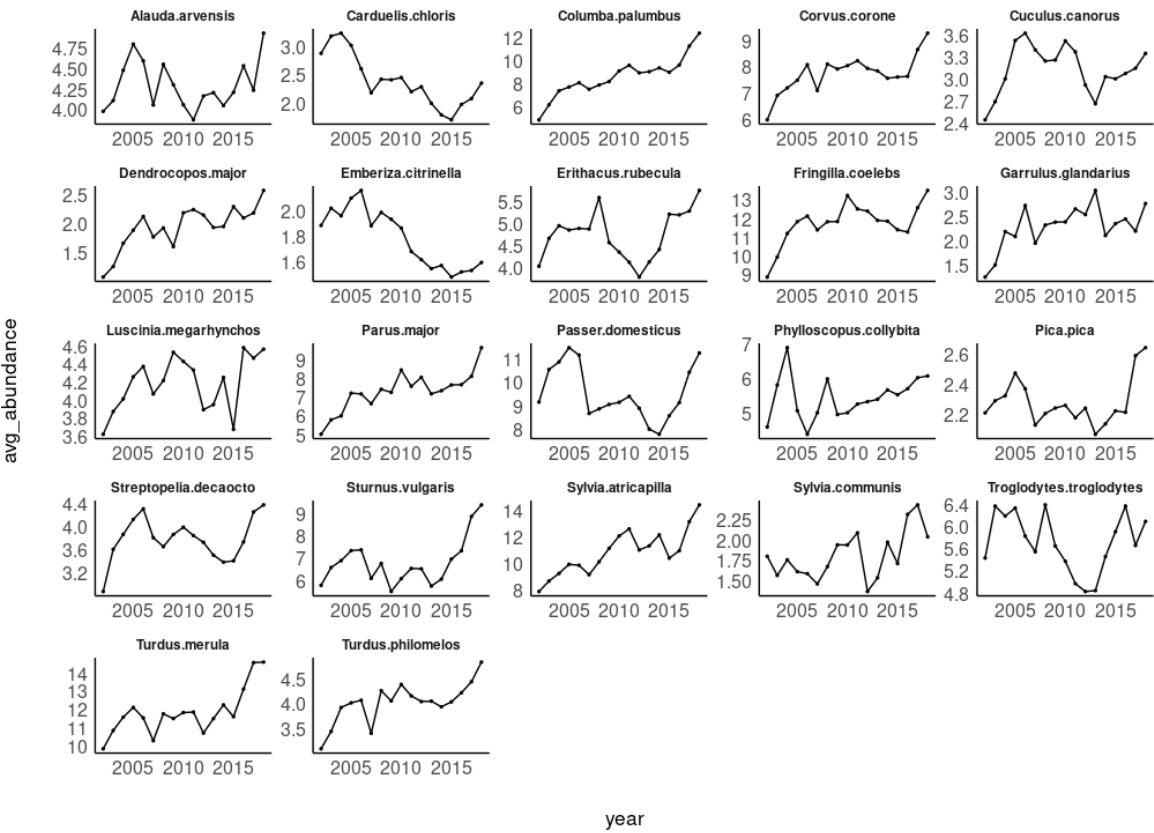 Alauda.arvensis Carduelis.chloris Columba.palumbus Corvus.corone Cuculus.canorus
4.75 4.50 4.25 4.00 3.0 2.5 2.0 12 10 8 6 9 8 7 6 3.6 3.3 3.0 2.7 2.4
2005 2010 2015 2005 2010 2015 2005 2010 2015 2005 2010 2015 2005 2010 2015
Dendrocopos.major Emberiza.citrinella Erithacus.rubecula Fringilla.coelebs Garrulus.glandarius
2.5 2.0 1.5 2.0 1.8 1.6 5.5 5.0 4.5 4.0 13 12 11 10 9 3.0 2.5 2.0 1.5
2005 2010 2015 2005 2010 2015 2005 2010 2015 2005 2010 2015 2005 2010 2015
Luscinia.megarhynchos Parus.major Passer.domesticus Phylloscopus.collybita Pica.pica
4.6 4.4 4.2 4.0 3.8 3.6 9 8 7 6 5 11 10 9 8 7 6 5 2.6 2.4 2.2
2005 2010 2015 2005 2010 2015 2005 2010 2015 2005 2010 2015 2005 2010 2015
Streptopelia.decaocto Sturnus.vulgaris Sylvia.atricapilla Sylvia.communis Troglodytes.troglodytes
4.4 4.0 3.6 3.2 9 8 7 6 14 12 10 8 2.25 2.00 1.75 1.50 6.4 6.0 5.6 5.2 4.8
2005 2010 2015 2005 2010 2015 2005 2010 2015 2005 2010 2015 2005 2010 2015
Turdus.merula Turdus.philomelos
14 13 12 11 10 4.5 4.0 3.5
2005 2010 2015 2005 2010 2015
avg_abundance
year